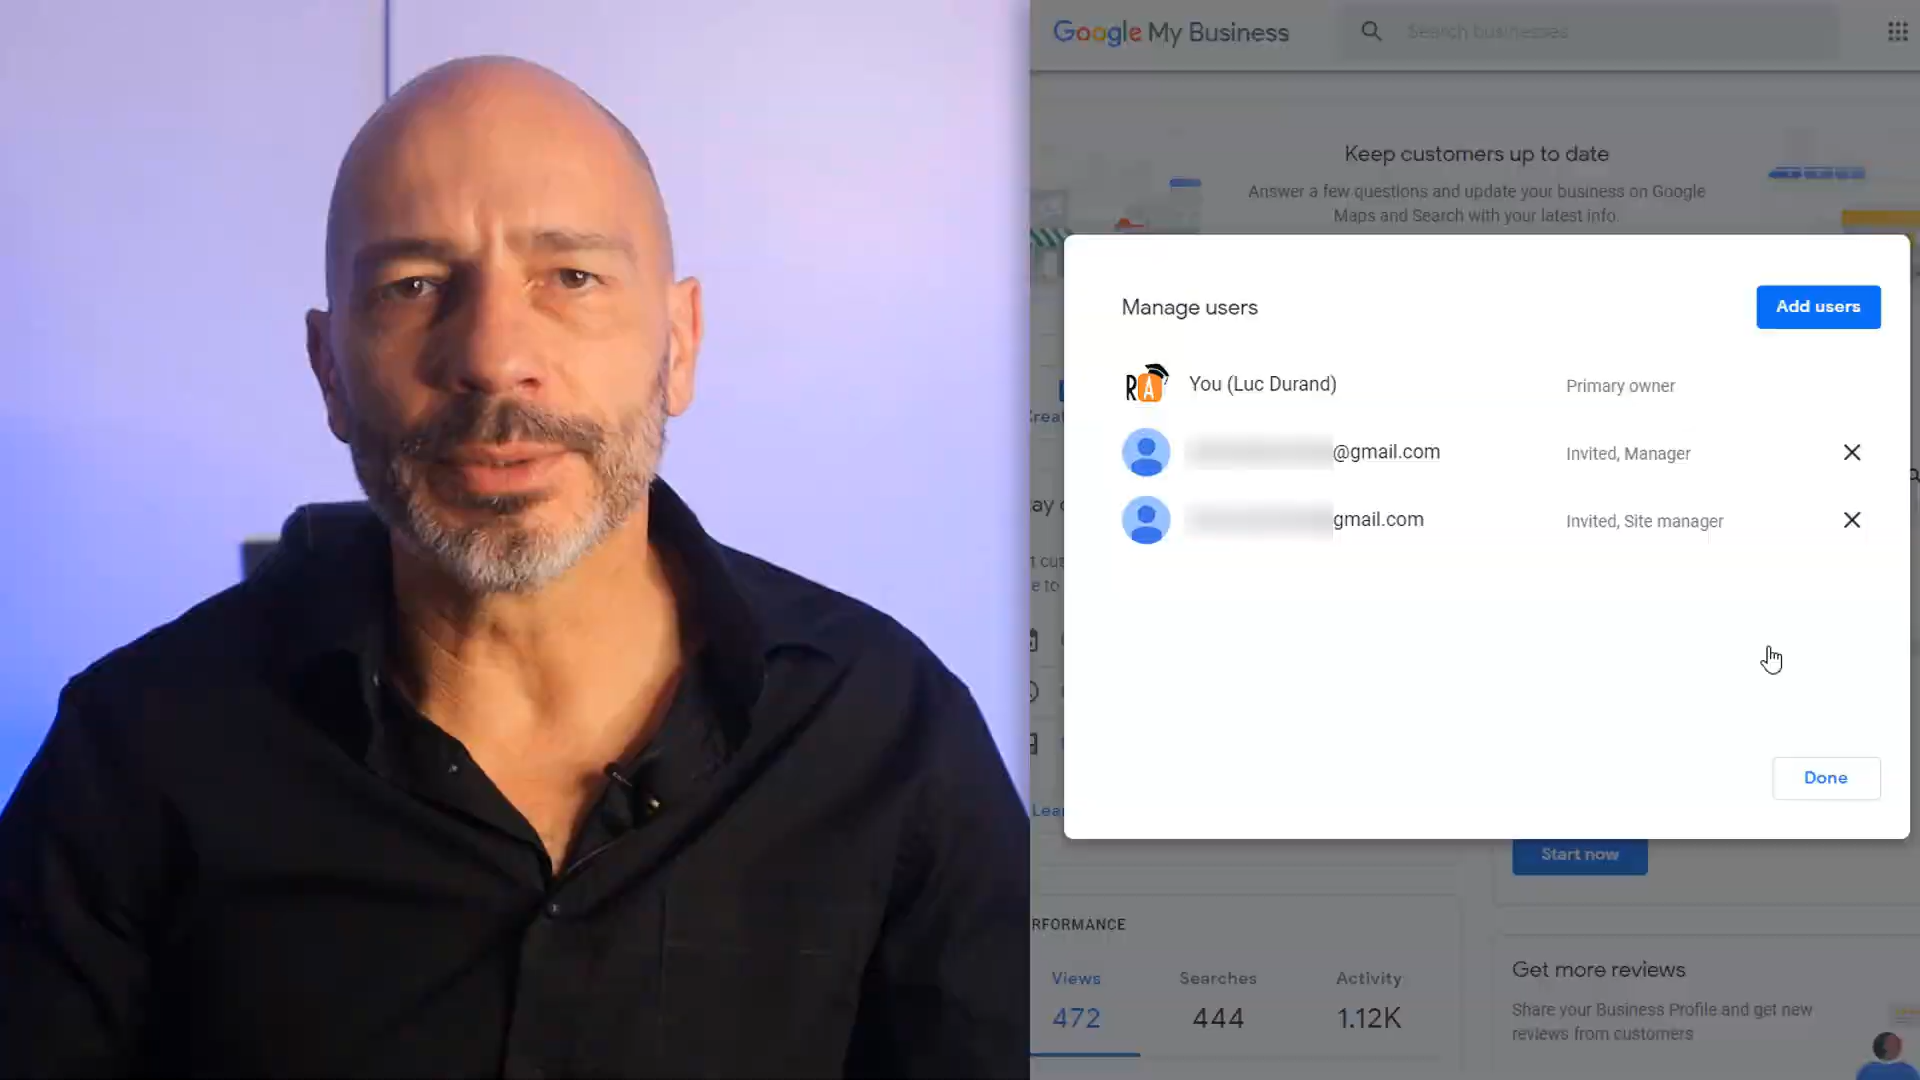 Google My Business
Search businesses
Keep customers up to date
Answer a few questions and update your business on Google
Maps and Search with your latest info.
Manage users
Add users
RA
You (Luc Durand)
Primary owner
@gmail.com
Invited, Manager
gmail.com
Invited, Site manager
Done
Start now
RFORMANCE
Views
Searches
Activity
472
444
1.12K
Get more reviews
Share your Business Profile and get new
reviews from customers